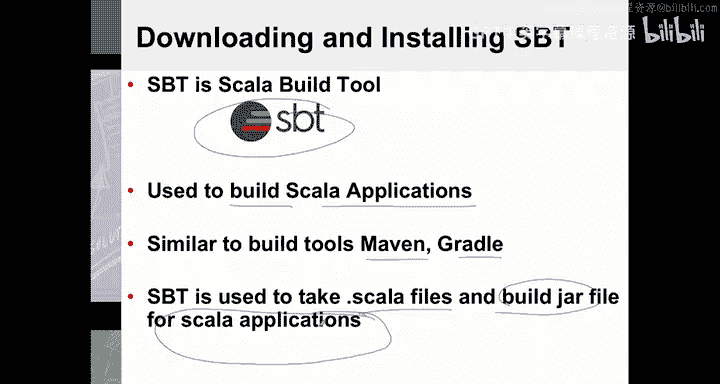 Downloading and Installing SBT
bilibili
• SBT is Scala Build Tool
sbt
• Used to build Scala Applications
• Similar to build tools Maven, Gradle
• SBT is used to take .scala files and build jar file
for scala applications